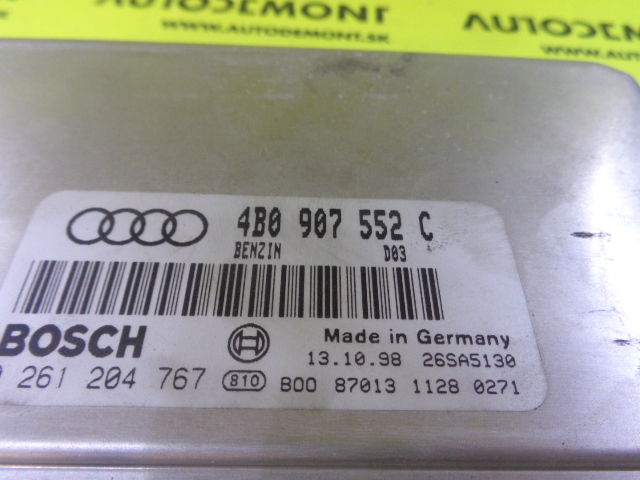 AUTODEMONT
WWW.AUTODEMONT.SK
4B0 907 552 C
BENZIN D03
BOSCH
Made in Germany
13.10.98 26SA5130
0 261 204 767 810 B00 87013 1128 0271